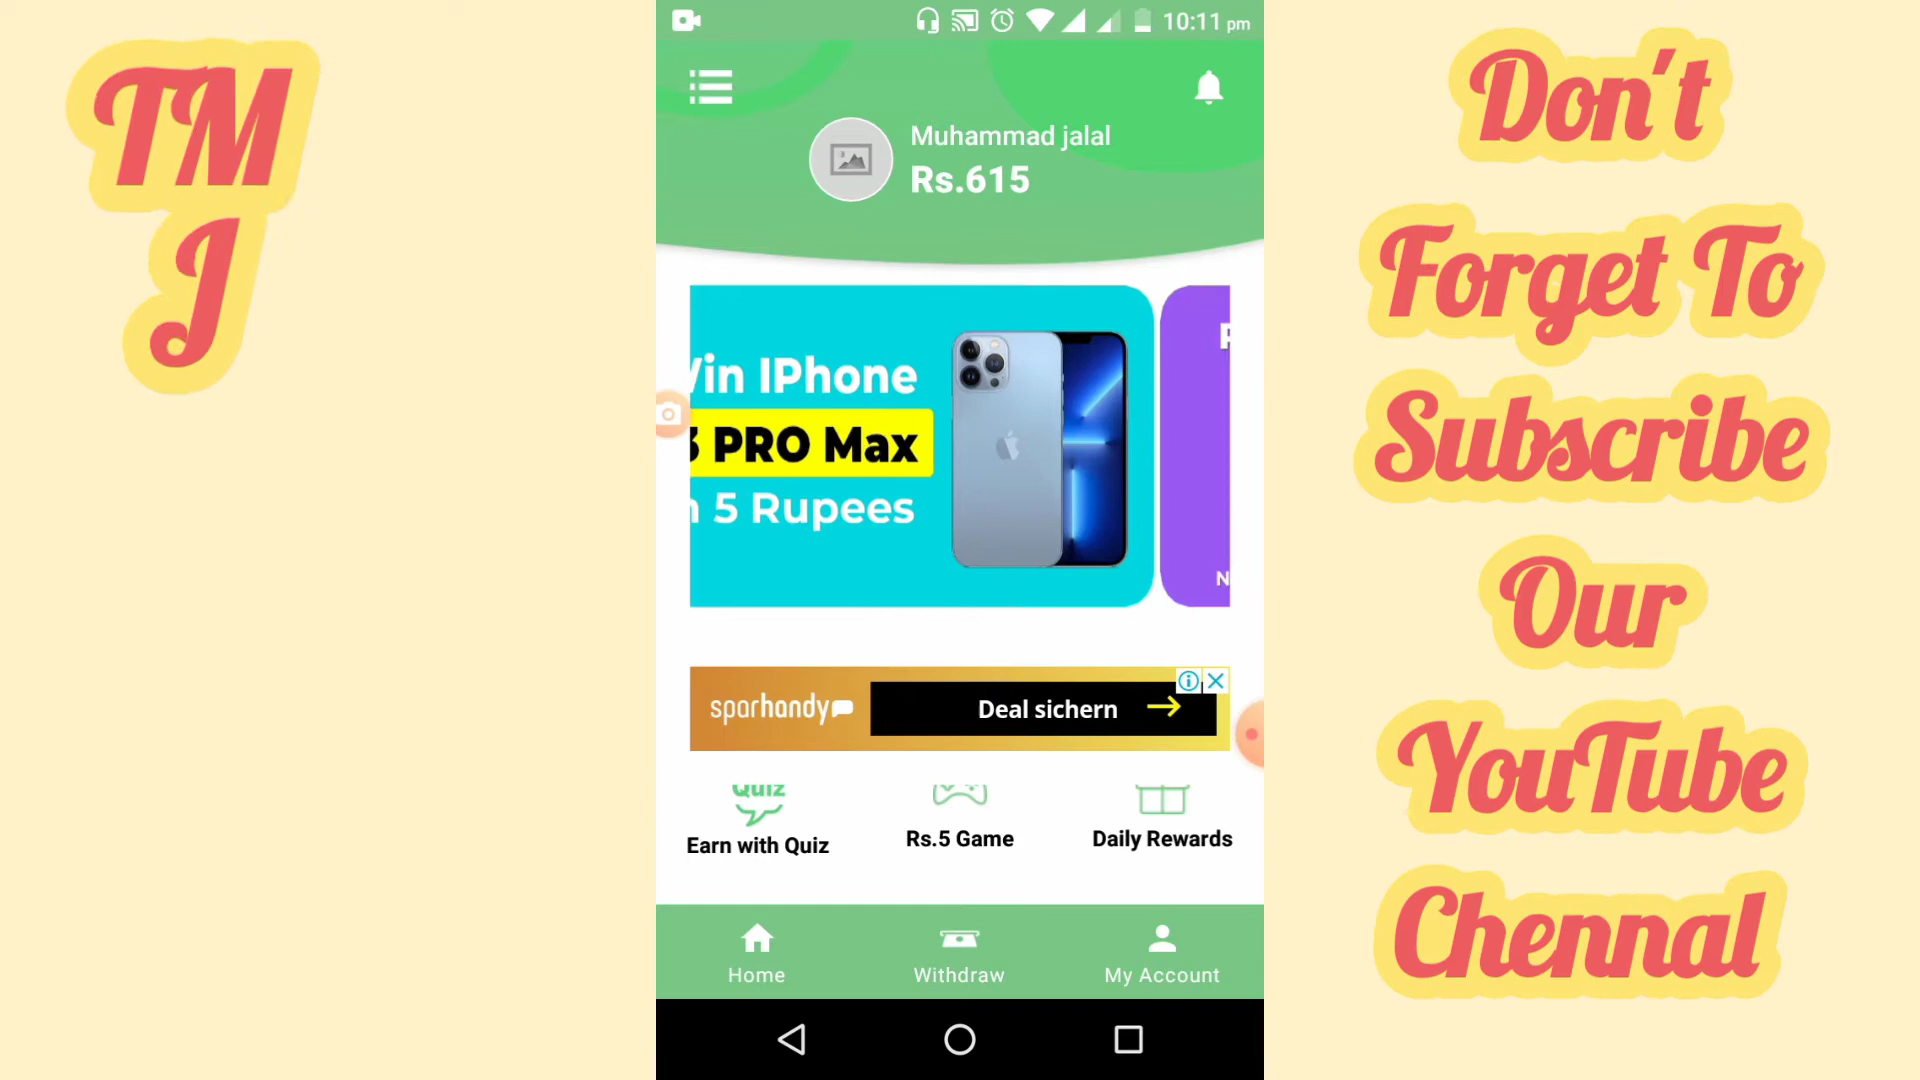 TM
J
10:11 pm
Muhammad jalal
Rs.615
in IPhone
PRO Max
5 Rupees
sparhandy
Deal sichern
Quiz
Earn with Quiz
Rs.5 Game
Daily Rewards
Home
Withdraw
My Account
Don't
Forget To
Subscribe
Our
YouTube
Chennal